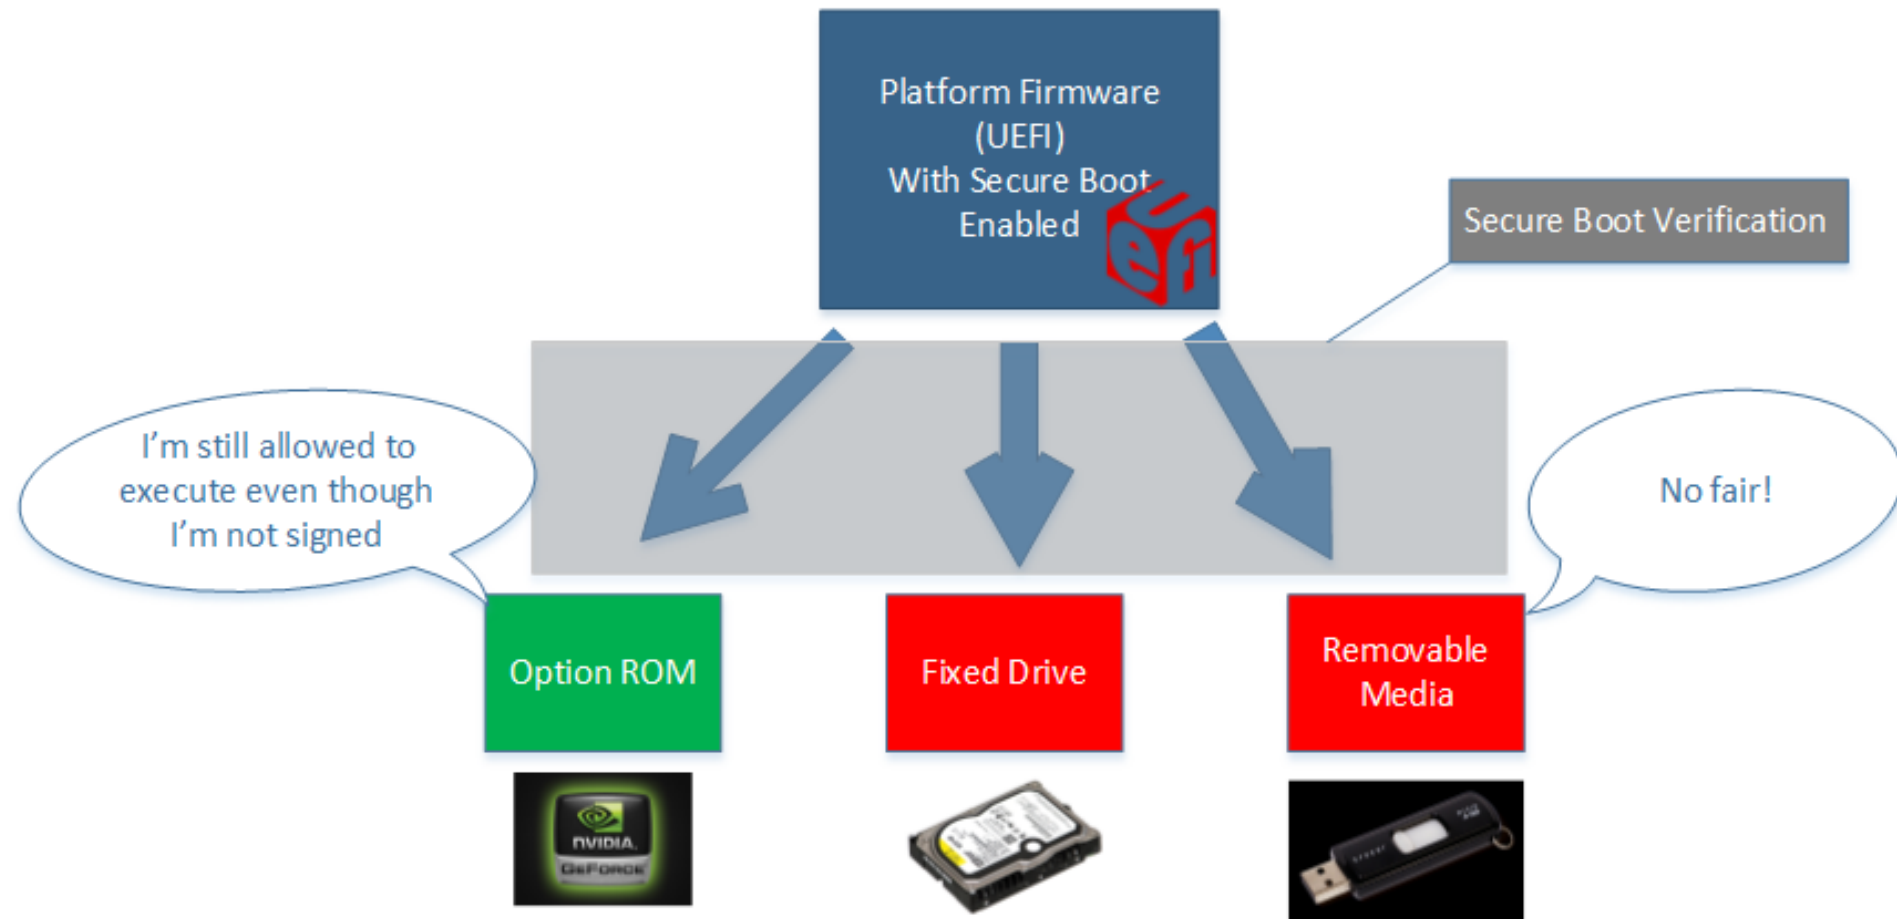 Platform Firmware
(UEFI)
With Secure Boot
Enabled
UEFI
Secure Boot Verification
I'm still allowed to
execute even though
I'm not signed
No fair!
Option ROM
Fixed Drive
Removable
Media
NVIDIA.
GEFORCE